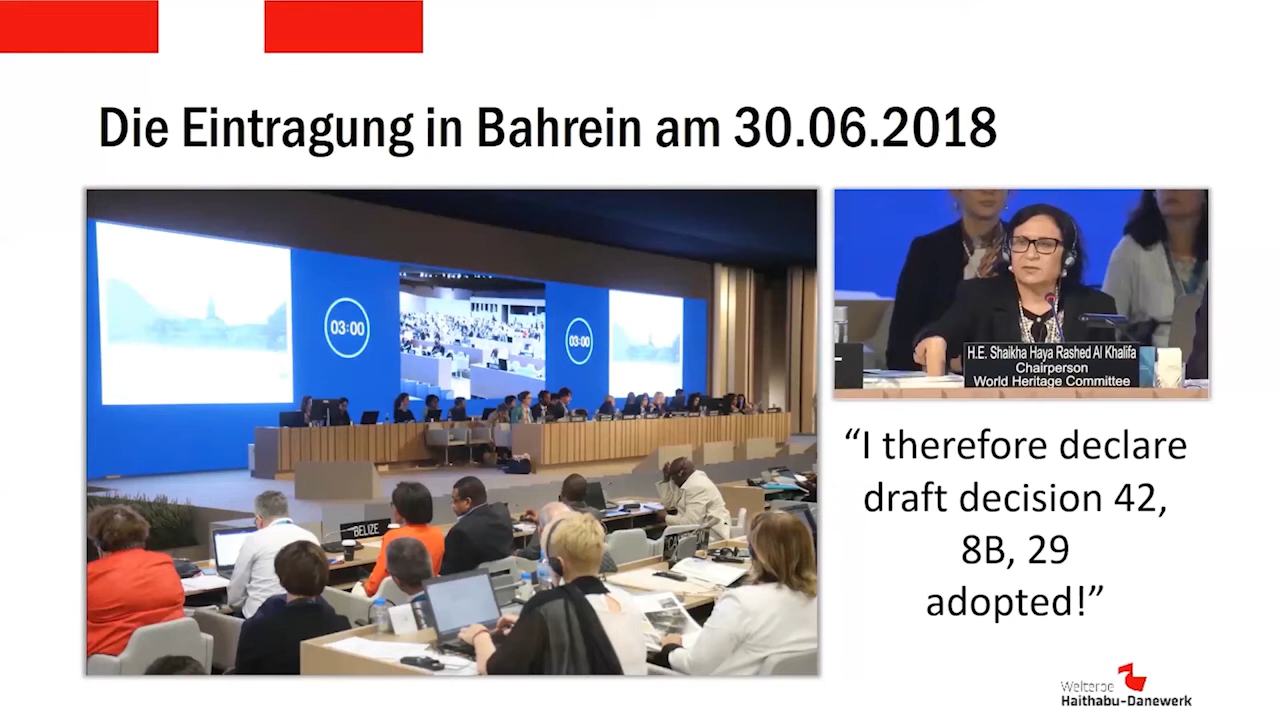 Die Eintragung in Bahrein am 30.06.2018
03:00
03:00
BELIZE
H.E. Shaikha Haya Rashed Al Khalifa
Chairperson
World Heritage Committee
“I therefore declare
draft decision 42,
8B, 29
adopted!”
Welterbe
Haithabu-Danewerk